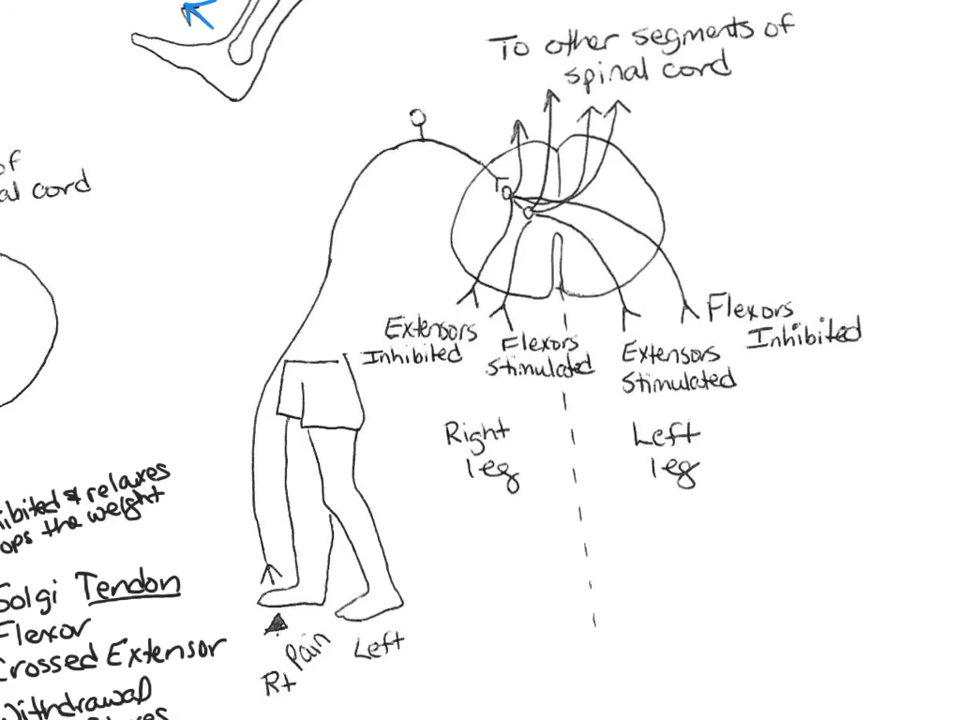 To other segments of
spinal cord
of
al cord
Extensors
Inhibited
Flexors
Stimulated
Extensors
Stimulated
Flexors
Inhibited
Right
leg
Left
leg
ibited & relaxes
ops the weight
Golgi Tendon
Flexor
Crossed Extensor
Withdrawal
Rt
Pain
Left